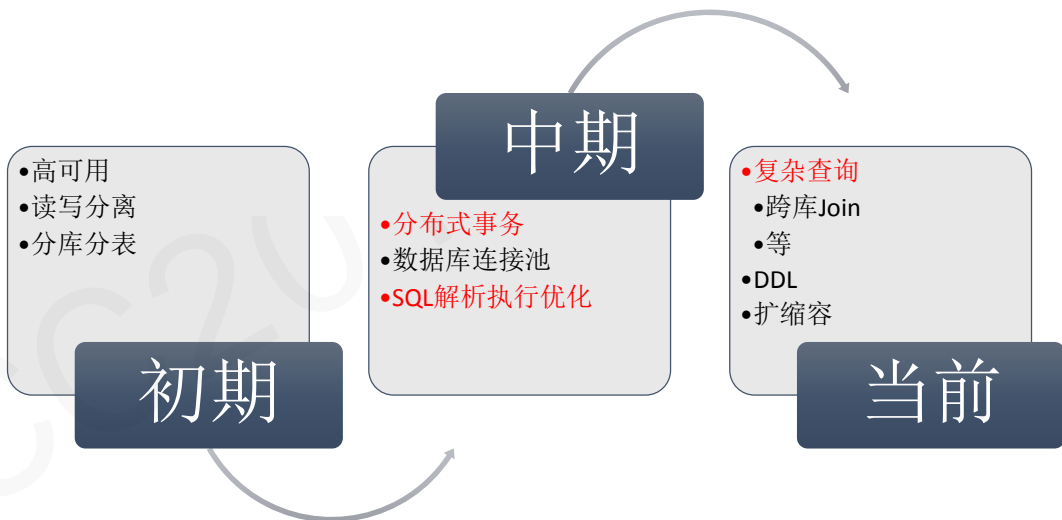 •高可用
•读写分离
•分库分表
初期
中期
•分布式事务
•数据库连接池
•SQL解析执行优化
•复杂查询
•跨库Join
•等
•DDL
•扩缩容
当前